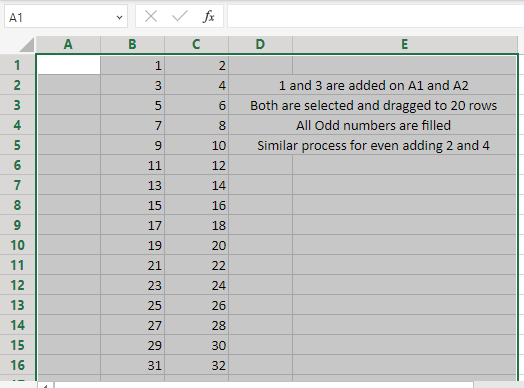 A1 fx
A B C D E
1 1 2
2 3 4 1 and 3 are added on A1 and A2
3 5 6 Both are selected and dragged to 20 rows
4 7 8 All Odd numbers are filled
5 9 10 Similar process for even adding 2 and 4
6 11 12
7 13 14
8 15 16
9 17 18
10 19 20
11 21 22
12 23 24
13 25 26
14 27 28
15 29 30
16 31 32